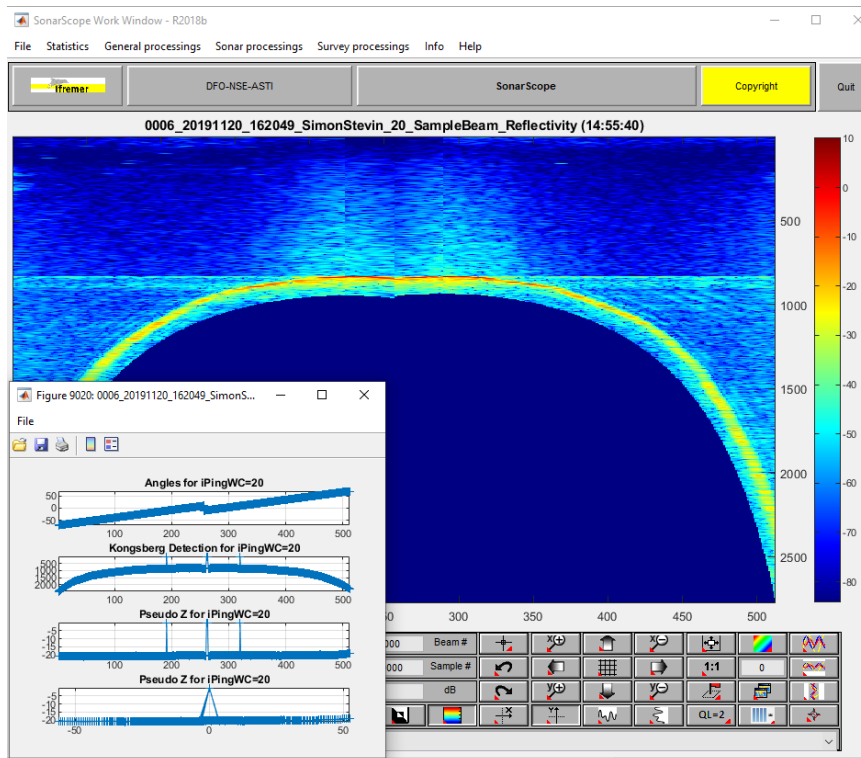 SonarScope Work Window - R2018b
File Statistics General processings Sonar processings Survey processings Info Help
Ifremer DFO-NSE-ASTI SonarScope Copyright Quit
0006_20191120_162049_SimonStevin_20_SampleBeam_Reflectivity (14:55:40)
10
0
-10
-20
-30
-40
-50
-60
-70
-80
500
1000
1500
2000
2500
300 350 400 450 500
Figure 9020: 0006_20191120_162049_SimonS...
File
Angles for iPingWC=20
50
0
-50
100 200 300 400 500
Kongsberg Detection for iPingWC=20
500
1000
1500
2000
100 200 300 400 500
Pseudo Z for iPingWC=20
-5
-10
-15
-20
100 200 300 400 500
Pseudo Z for iPingWC=20
-5
-10
-15
-20
-50 0 50
Beam # X+ X-
Sample # 1:1 0
dB Y+ Y-
X Y QL=2